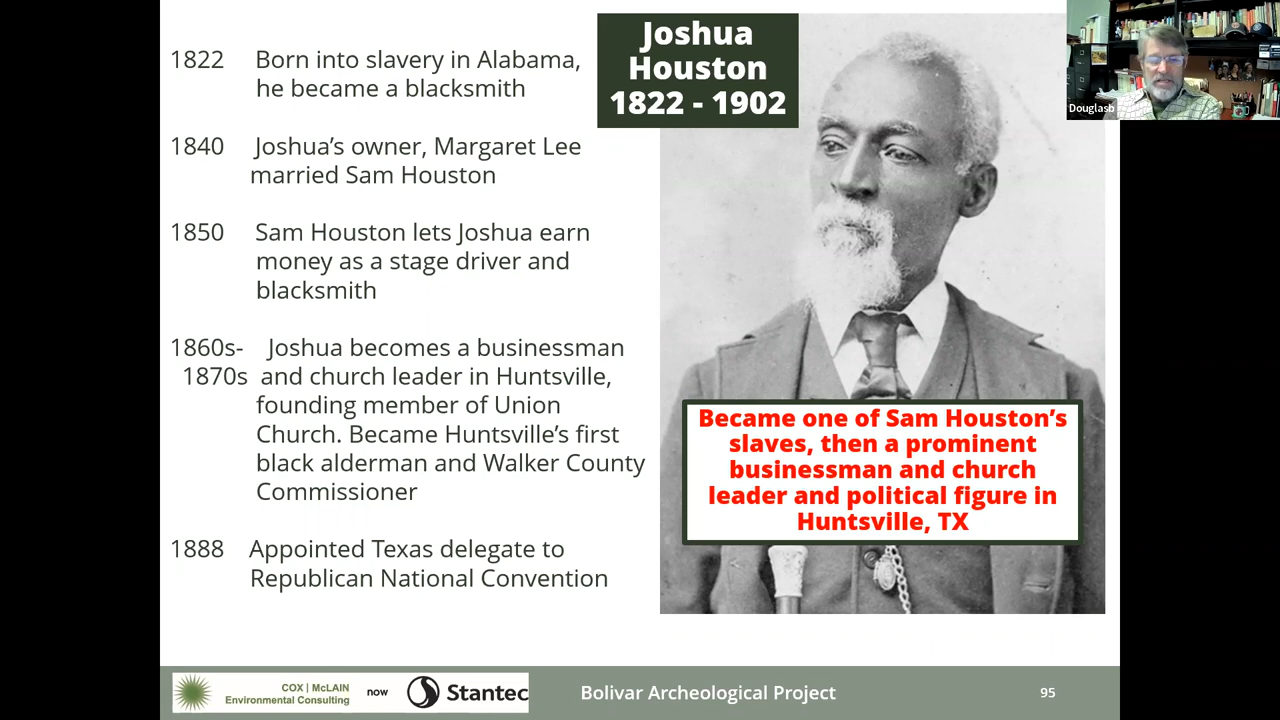 1822 Born into slavery in Alabama,
he became a blacksmith
1840 Joshua’s owner, Margaret Lee
married Sam Houston
1850 Sam Houston lets Joshua earn
money as a stage driver and
blacksmith
1860s- Joshua becomes a businessman
1870s and church leader in Huntsville,
founding member of Union
Church. Became Huntsville’s first
black alderman and Walker County
Commissioner
1888 Appointed Texas delegate to
Republican National Convention
Joshua
Houston
1822 - 1902
Became one of Sam Houston’s
slaves, then a prominent
businessman and church
leader and political figure in
Huntsville, TX
Douglasb
COX | McLAIN
Environmental Consulting
now
Stantec
Bolivar Archeological Project
95